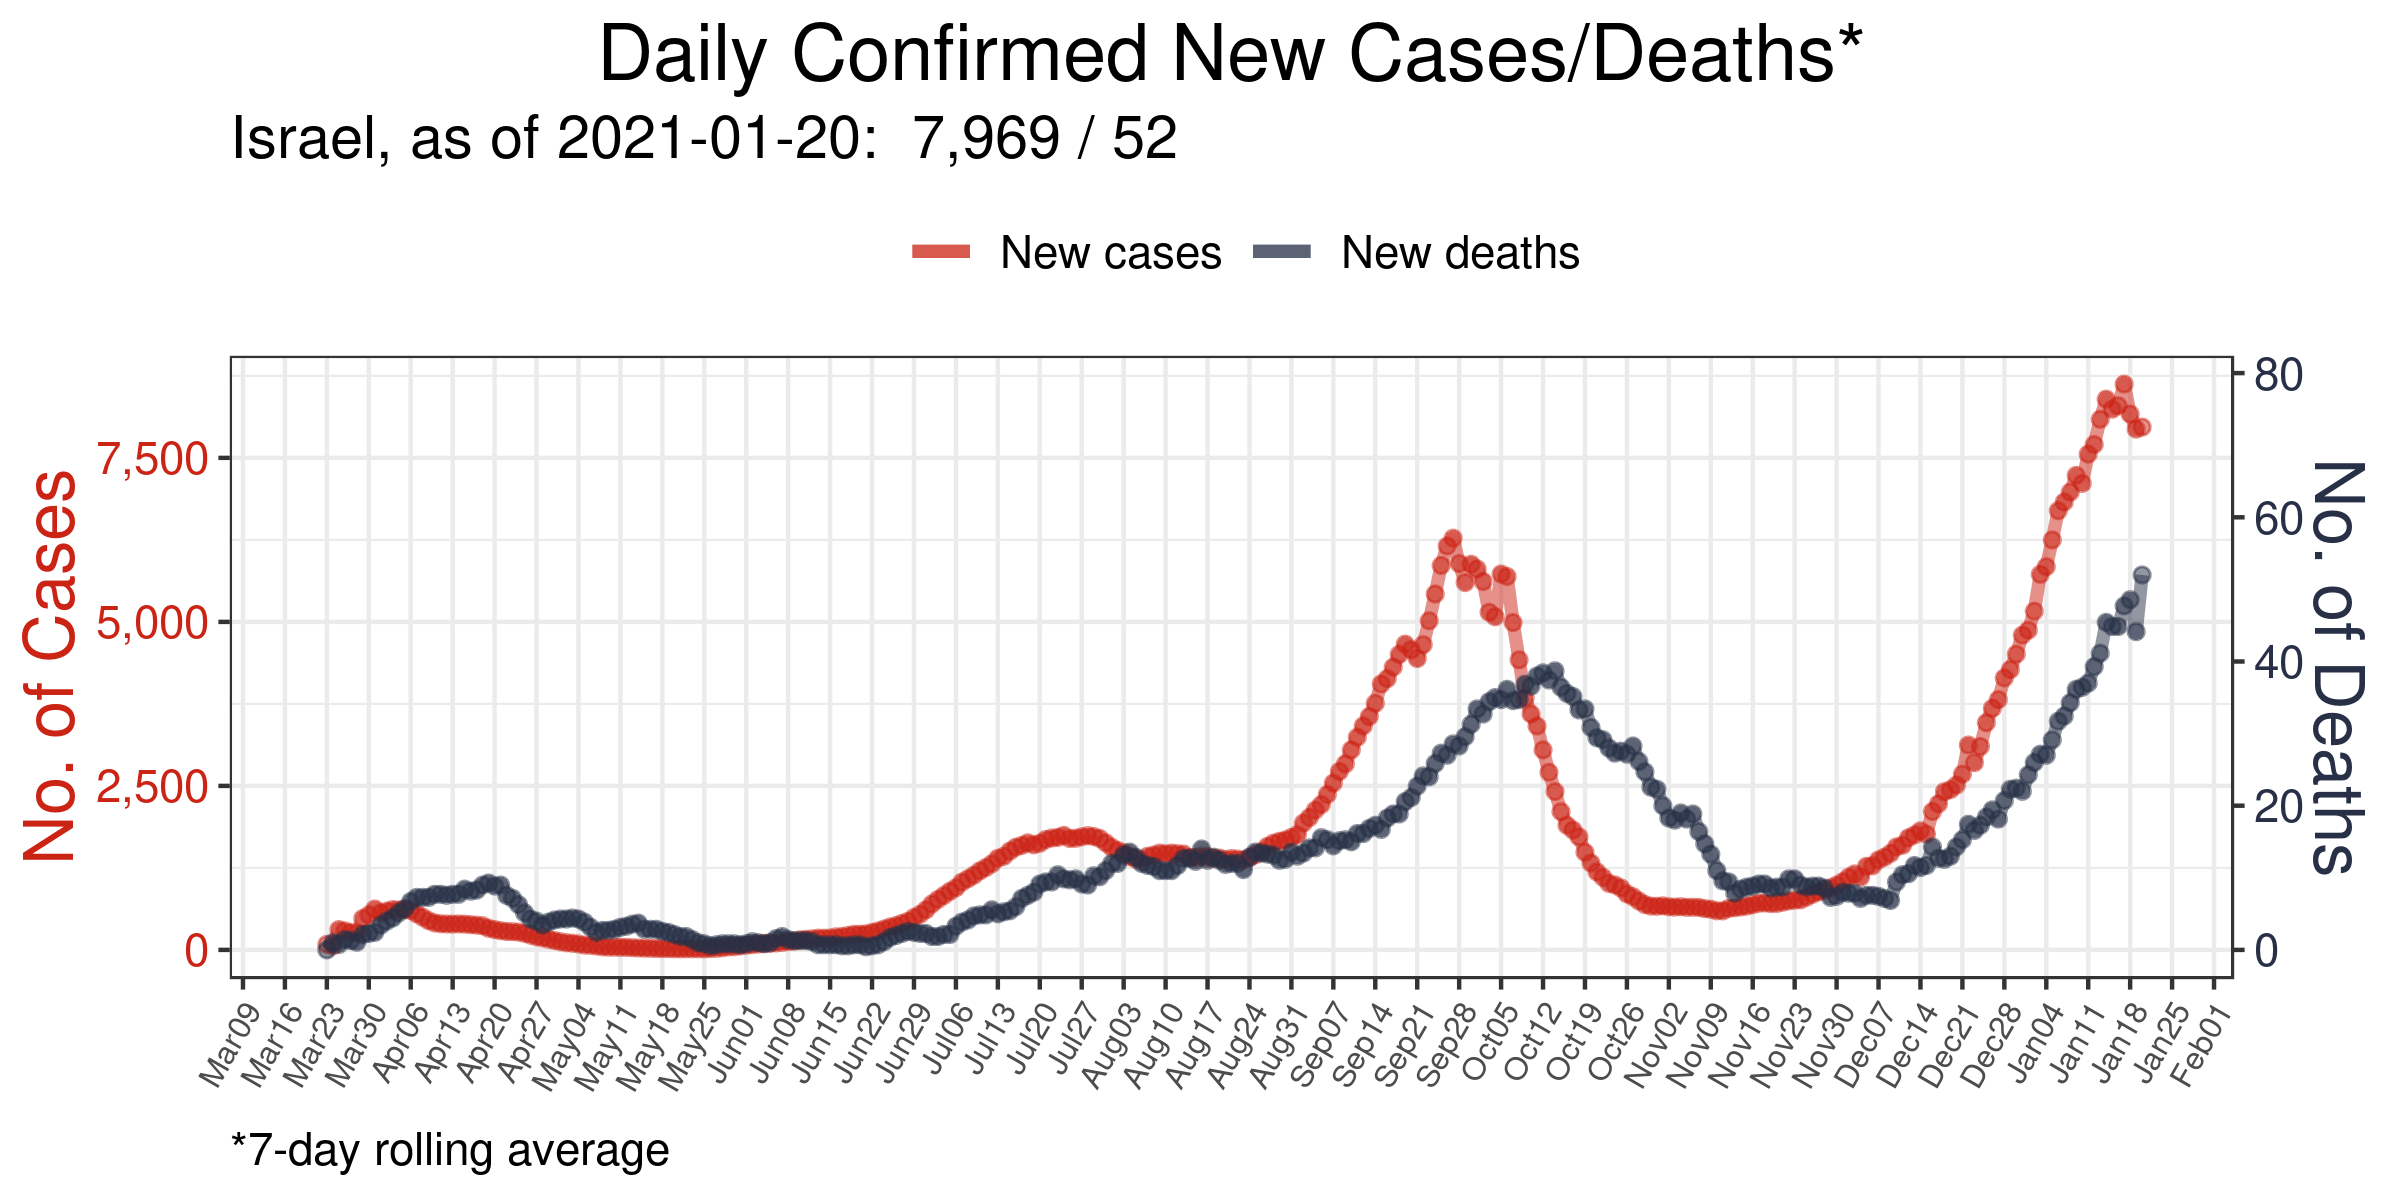 Daily Confirmed New Cases/Deaths*
Israel, as of 2021-01-20:  7,969 / 52
New cases
New deaths
No. of Cases
7,500
5,000
2,500
0
80
60
40
20
0
No. of Deaths
Mar09
Mar16
Mar23
Mar30
Apr06
Apr13
Apr20
Apr27
May04
May11
May18
May25
Jun01
Jun08
Jun15
Jun22
Jun29
Jul06
Jul13
Jul20
Jul27
Aug03
Aug10
Aug17
Aug24
Aug31
Sep07
Sep14
Sep21
Sep28
Oct05
Oct12
Oct19
Oct26
Nov02
Nov09
Nov16
Nov23
Nov30
Dec07
Dec14
Dec21
Dec28
Jan04
Jan11
Jan18
Jan25
Feb01
*7-day rolling average